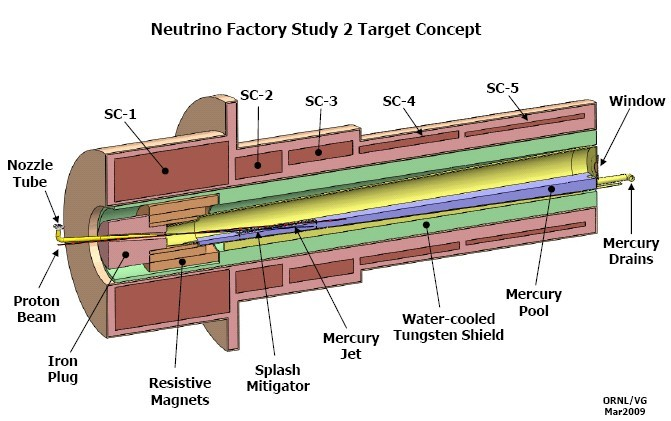 Neutrino Factory Study 2 Target Concept
SC-1
SC-2
SC-3
SC-4
SC-5
Window
Nozzle
Tube
Proton
Beam
Iron
Plug
Resistive
Magnets
Splash
Mitigator
Mercury
Jet
Water-cooled
Tungsten Shield
Mercury
Pool
Mercury
Drains
ORNL/VG
Mar2009